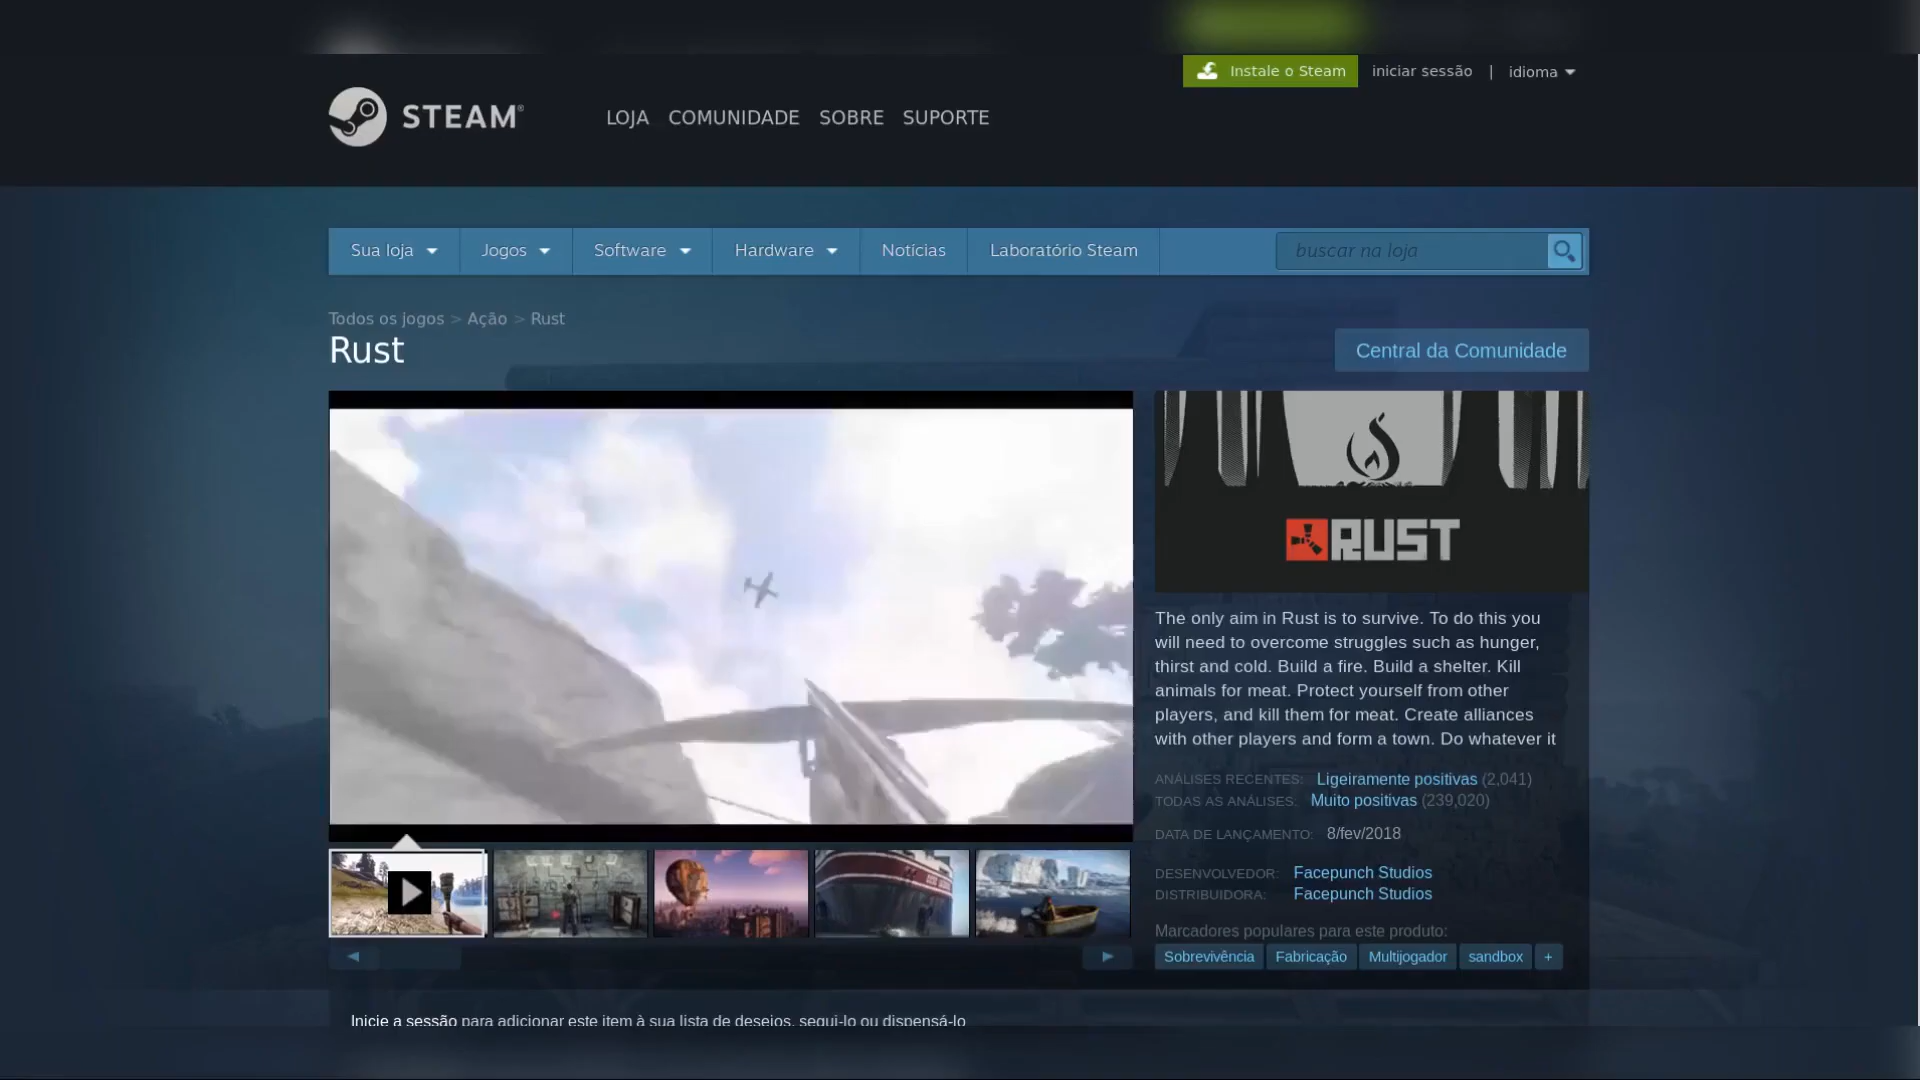 Instale o Steam
iniciar sessão | idioma
STEAM®
LOJA COMUNIDADE SOBRE SUPORTE
Sua loja Jogos Software Hardware Notícias Laboratório Steam buscar na loja
Todos os jogos > Ação > Rust
Rust
Central da Comunidade
RUST
The only aim in Rust is to survive. To do this you
will need to overcome struggles such as hunger,
thirst and cold. Build a fire. Build a shelter. Kill
animals for meat. Protect yourself from other
players, and kill them for meat. Create alliances
with other players and form a town. Do whatever it
ANÁLISES RECENTES: Ligeiramente positivas (2,041)
TODAS AS ANÁLISES: Muito positivas (239,020)
DATA DE LANÇAMENTO: 8/fev/2018
DESENVOLVEDOR: Facepunch Studios
DISTRIBUIDORA: Facepunch Studios
Marcadores populares para este produto:
Sobrevivência Fabricação Multijogador sandbox +
Inicie a sessão para adicionar este item à sua lista de desejos, segui-lo ou dispensá-lo